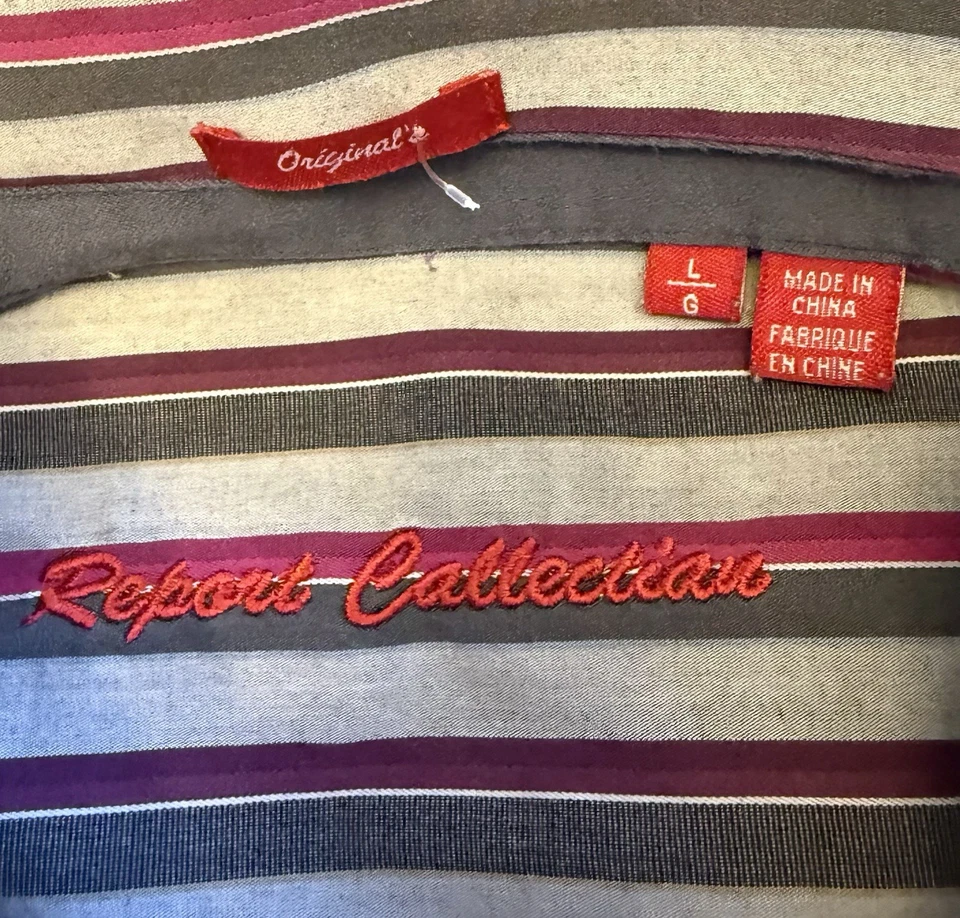 Original's
L
G
MADE IN
CHINA
FABRIQUE
EN CHINE
Report Collection